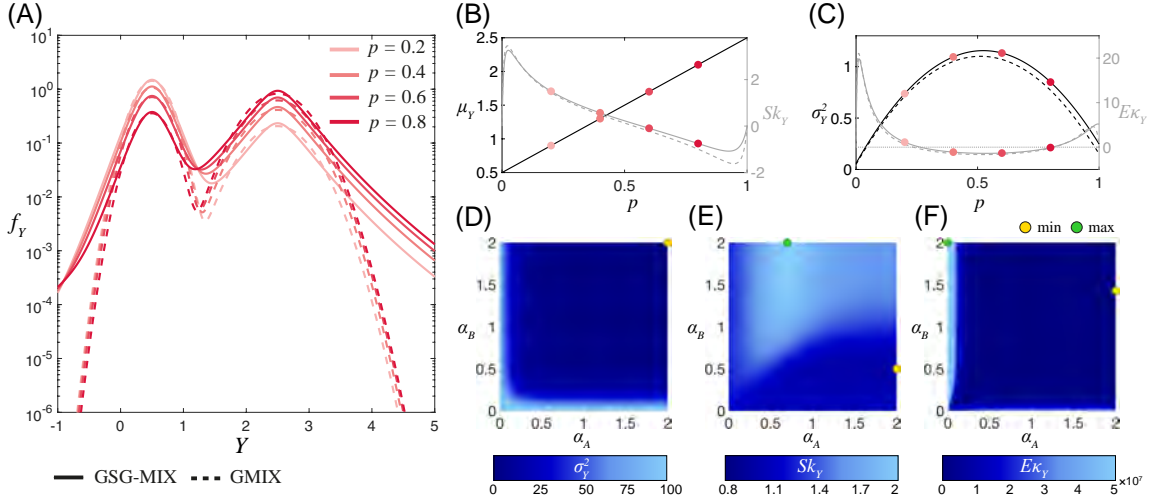 (A)
10^1
10^0
10^-1
10^-2
10^-3
10^-4
10^-5
10^-6
f_Y
-1 0 1 2 3 4 5
Y
p = 0.2
p = 0.4
p = 0.6
p = 0.8
GSG-MIX GMIX
(B)
2.5
2
1.5
1
0.5
μ_Y
0 0.5 1
p
2
0
-2
Sk_Y
(C)
1
0.5
0
σ_Y^2
0 0.5 1
p
20
10
0
Eκ_Y
(D)
2
1.5
1
0.5
0
α_B
0 0.5 1 1.5 2
α_A
σ_Y^2
0 25 50 75 100
(E)
2
1.5
1
0.5
0
α_B
0 0.5 1 1.5 2
α_A
Sk_Y
0.8 1.1 1.4 1.7 2
(F)
min max
2
1.5
1
0.5
0
α_B
0 0.5 1 1.5 2
α_A
Eκ_Y
0 1 2 3 4 5 ×10^7